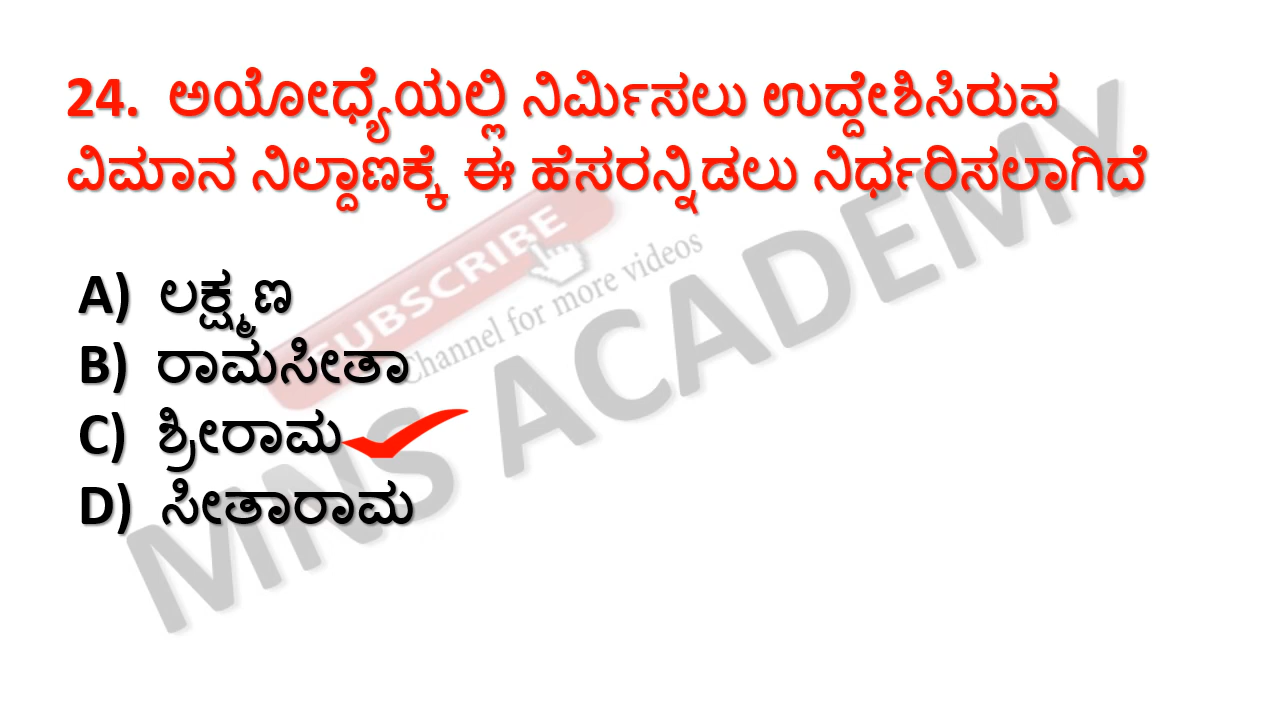 24. ಅಯೋಧ್ಯೆಯಲ್ಲಿ ನಿರ್ಮಿಸಲು ಉದ್ದೇಶಿಸಿರುವ
ವಿಮಾನ ನಿಲ್ದಾಣಕ್ಕೆ ಈ ಹೆಸರನ್ನಿಡಲು ನಿರ್ಧರಿಸಲಾಗಿದೆ
A) ಲಕ್ಷ್ಮಣ
B) ರಾಮಸೀತಾ
C) ಶ್ರೀರಾಮ
D) ಸೀತಾರಾಮ
SUBSCRIBE
Channel for more videos
MNS ACADEMY